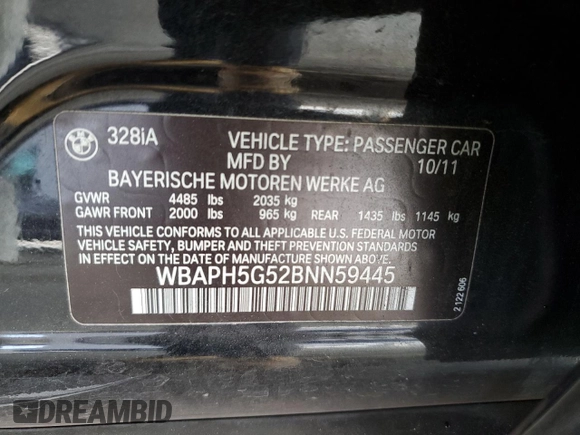 BMW
328iA
VEHICLE TYPE: PASSENGER CAR
MFD BY 10/11
BAYERISCHE MOTOREN WERKE AG
GVWR 4485 lbs 2035 kg
GAWR FRONT 2000 lbs 965 kg REAR 1435 lbs 1145 kg
THIS VEHICLE CONFORMS TO ALL APPLICABLE U.S. FEDERAL MOTOR
VEHICLE SAFETY, BUMPER AND THEFT PREVENTION STANDARDS
IN EFFECT ON THE DATE OF MANUFACTURE SHOWN ABOVE.
WBAPH5G52BNN59445
2 122 606
DREAMBID